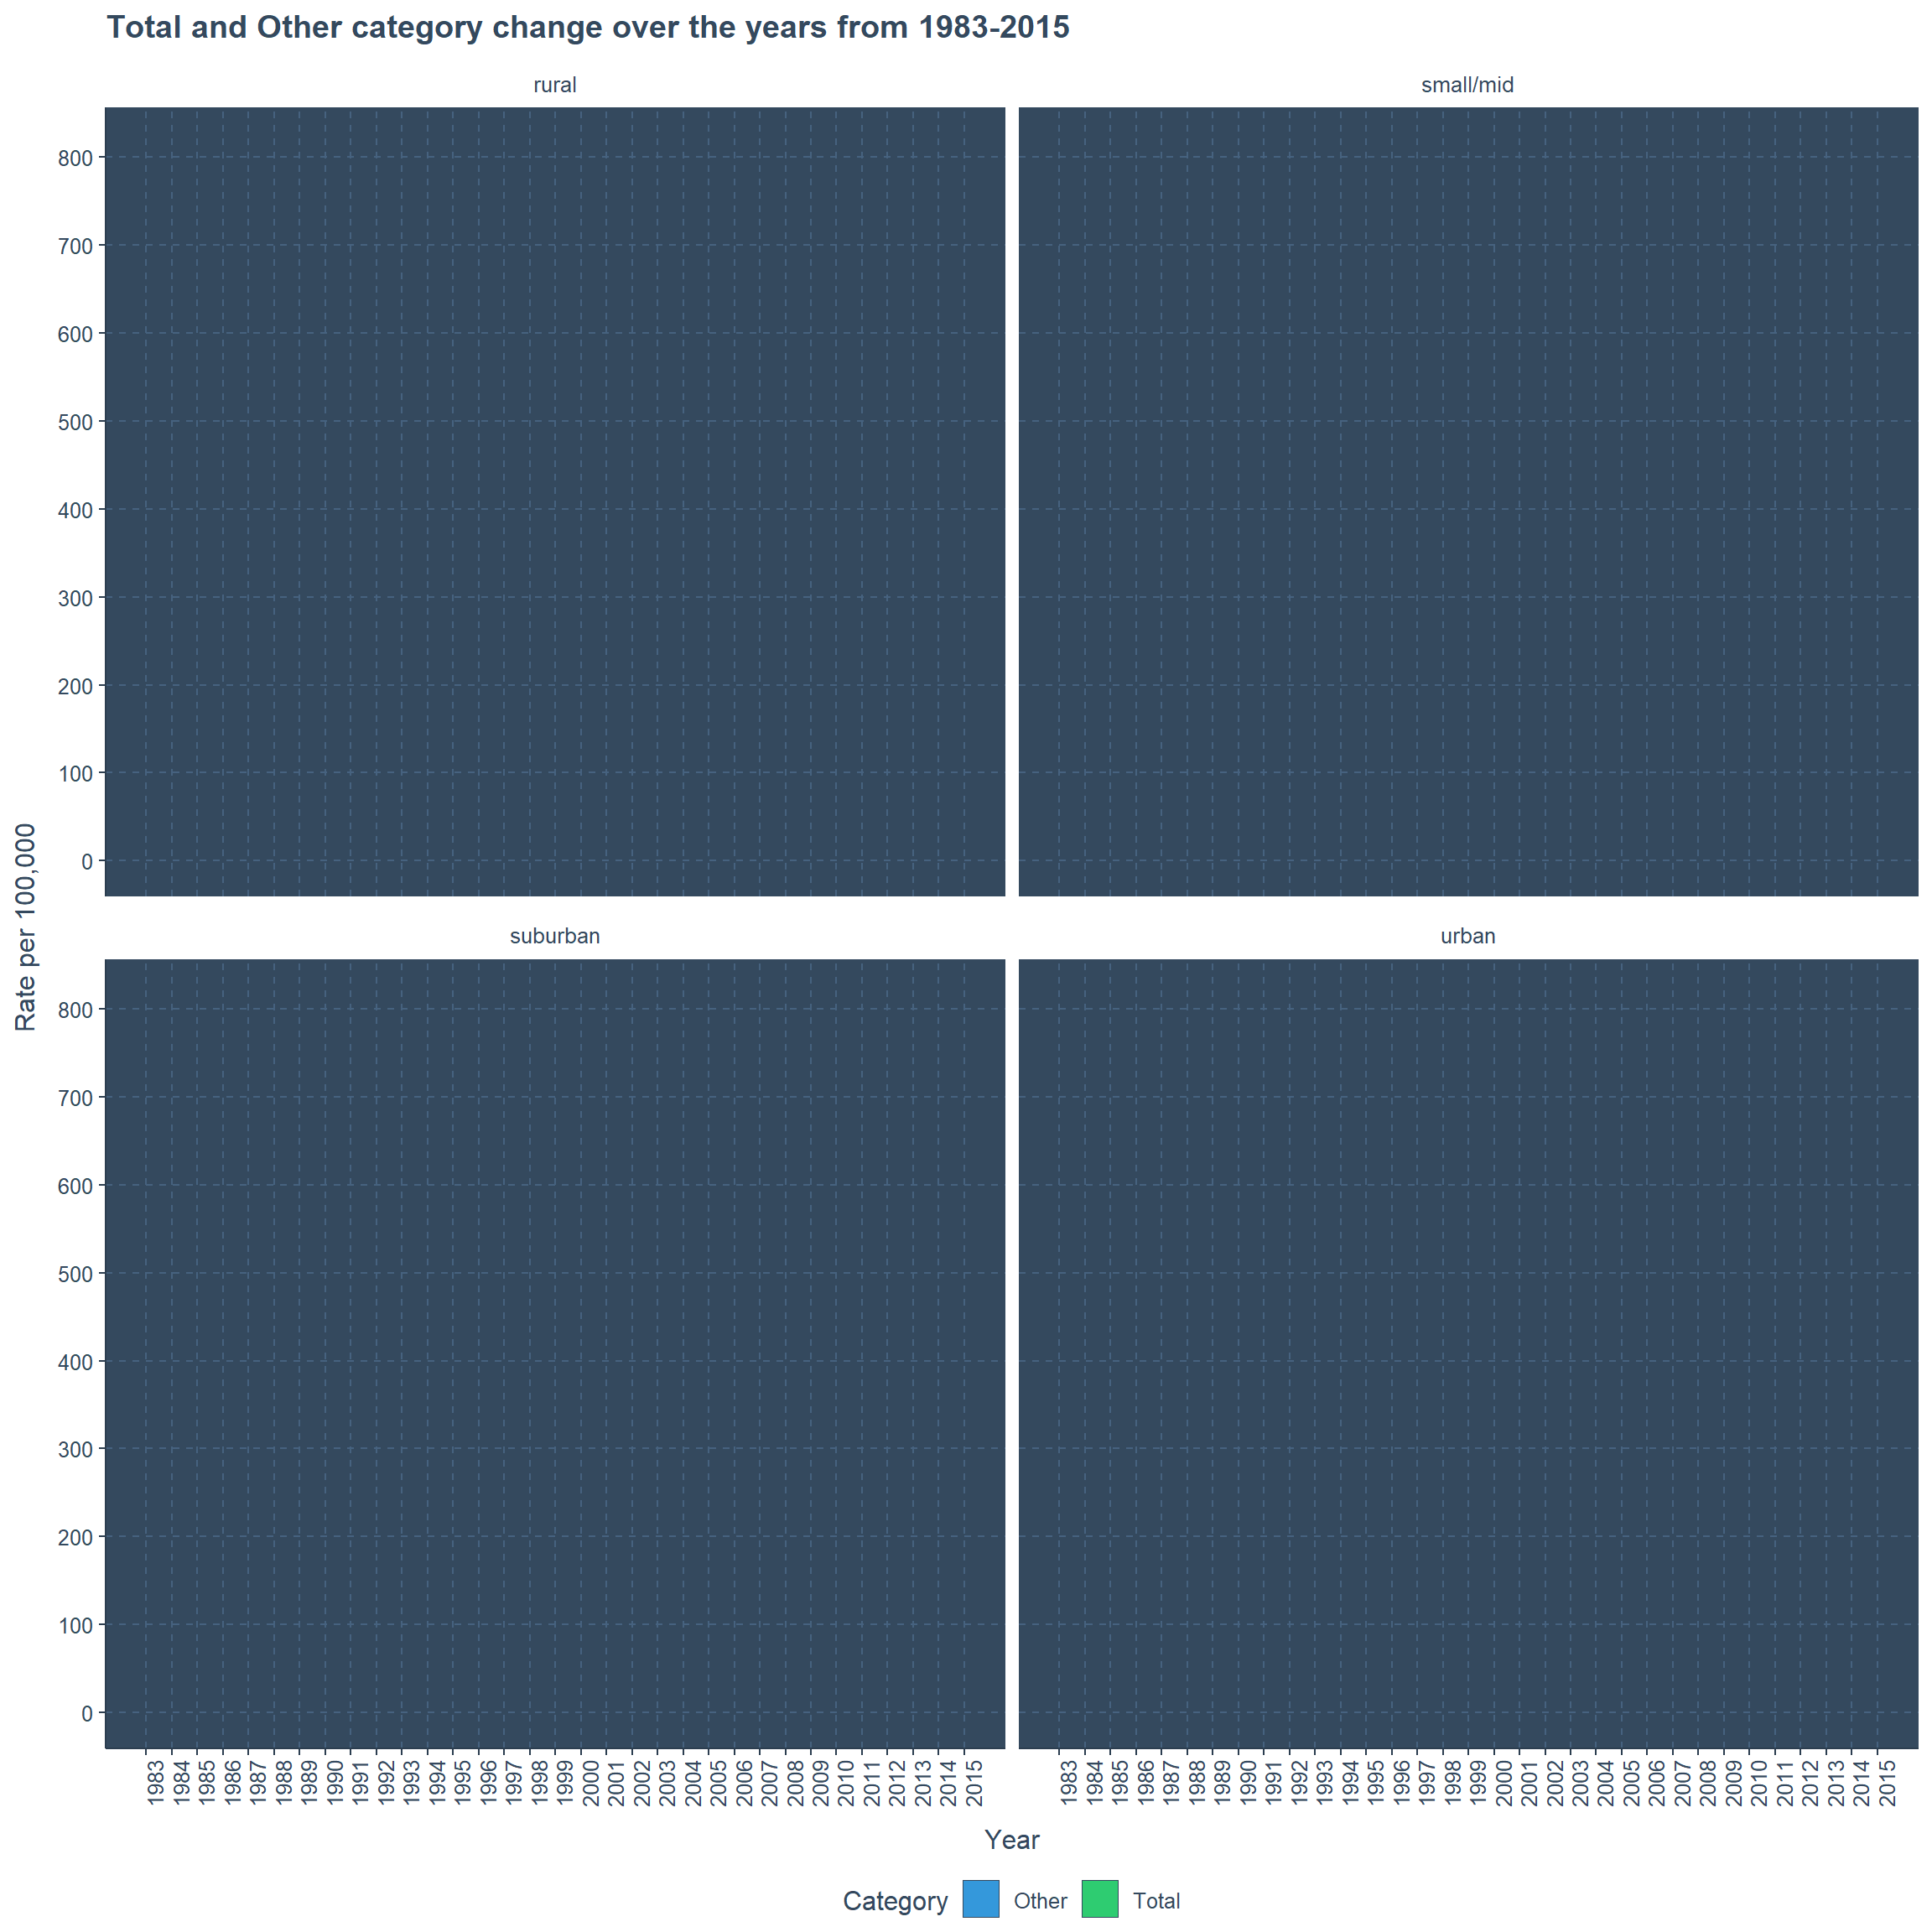 Total and Other category change over the years from 1983-2015
rural
small/mid
800
700
600
500
400
300
200
100
0
Rate per 100,000
suburban
urban
800
700
600
500
400
300
200
100
0
1983 1984 1985 1986 1987 1988 1989 1990 1991 1992 1993 1994 1995 1996 1997 1998 1999 2000 2001 2002 2003 2004 2005 2006 2007 2008 2009 2010 2011 2012 2013 2014 2015
1983 1984 1985 1986 1987 1988 1989 1990 1991 1992 1993 1994 1995 1996 1997 1998 1999 2000 2001 2002 2003 2004 2005 2006 2007 2008 2009 2010 2011 2012 2013 2014 2015
Year
Category Other Total